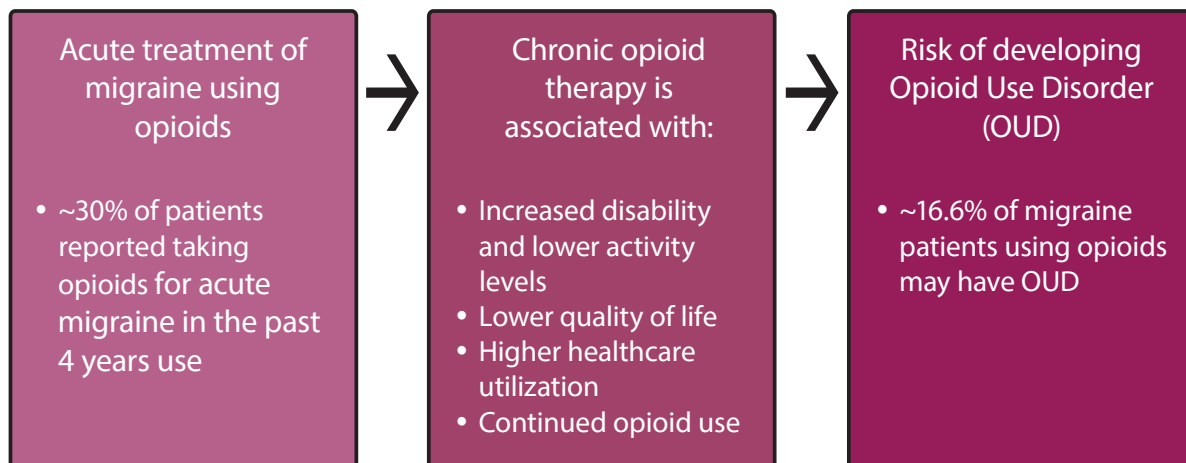 Acute treatment of
migraine using
opioids
• ~30% of patients
reported taking
opioids for acute
migraine in the past
4 years use
Chronic opioid
therapy is
associated with:
• Increased disability
and lower activity
levels
• Lower quality of life
• Higher healthcare
utilization
• Continued opioid use
Risk of developing
Opioid Use Disorder
(OUD)
• ~16.6% of migraine
patients using opioids
may have OUD